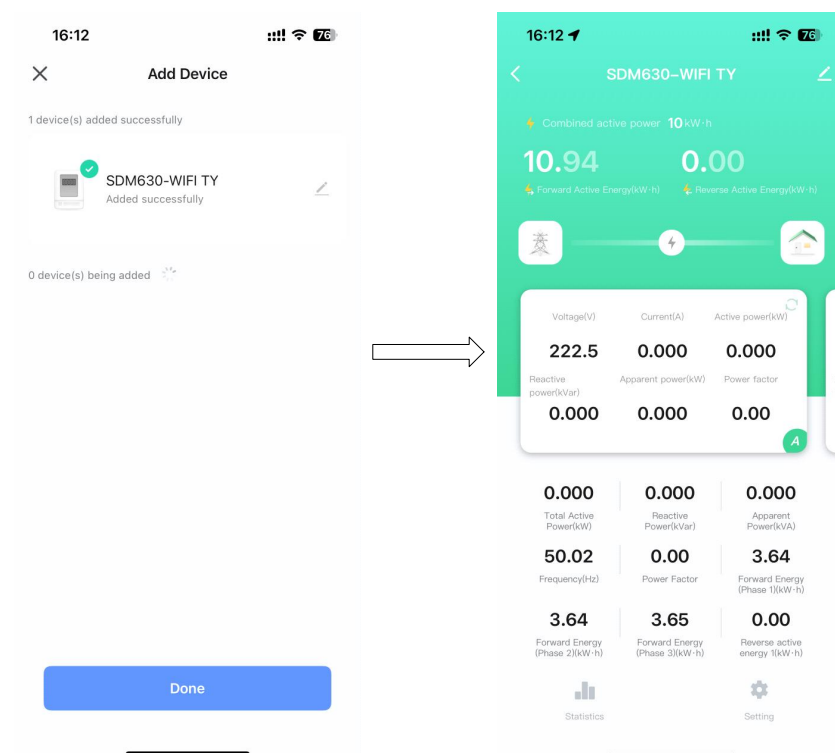 16:12
76
Add Device
1 device(s) added successfully
SDM630-WIFI TY
Added successfully
0 device(s) being added
Done
16:12
76
SDM630-WIFI TY
Combined active power 10 kW·h
10.94 0.00
Forward Active Energy(kW·h) Reverse Active Energy(kW·h)
Voltage(V) Current(A) Active power(kW)
222.5 0.000 0.000
Reactive
power(kVar)
Apparent power(kW) Power factor
0.000 0.000 0.00
A
0.000 0.000 0.000
Total Active
Power(kW)
Reactive
Power(kVar)
Apparent
Power(kVA)
50.02 0.00 3.64
Frequency(Hz) Power Factor
Forward Energy
(Phase 1)(kW·h)
3.64 3.65 0.00
Forward Energy
(Phase 2)(kW·h)
Forward Energy
(Phase 3)(kW·h)
Reverse active
energy 1(kW·h)
Statistics Setting